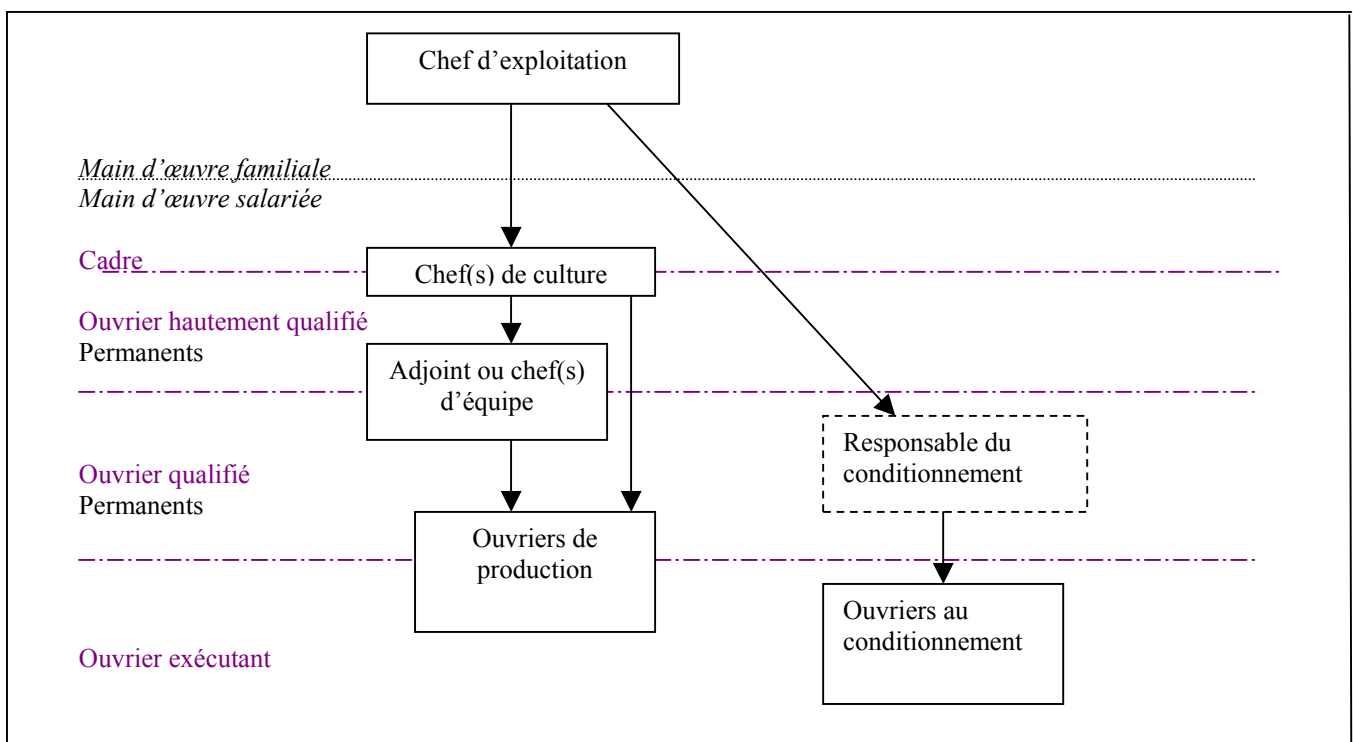 Chef d’exploitation
Main d’œuvre familiale
Main d’œuvre salariée
Cadre
Chef(s) de culture
Ouvrier hautement qualifié
Permanents
Adjoint ou chef(s)
d’équipe
Responsable du
conditionnement
Ouvrier qualifié
Permanents
Ouvriers de
production
Ouvriers au
conditionnement
Ouvrier exécutant